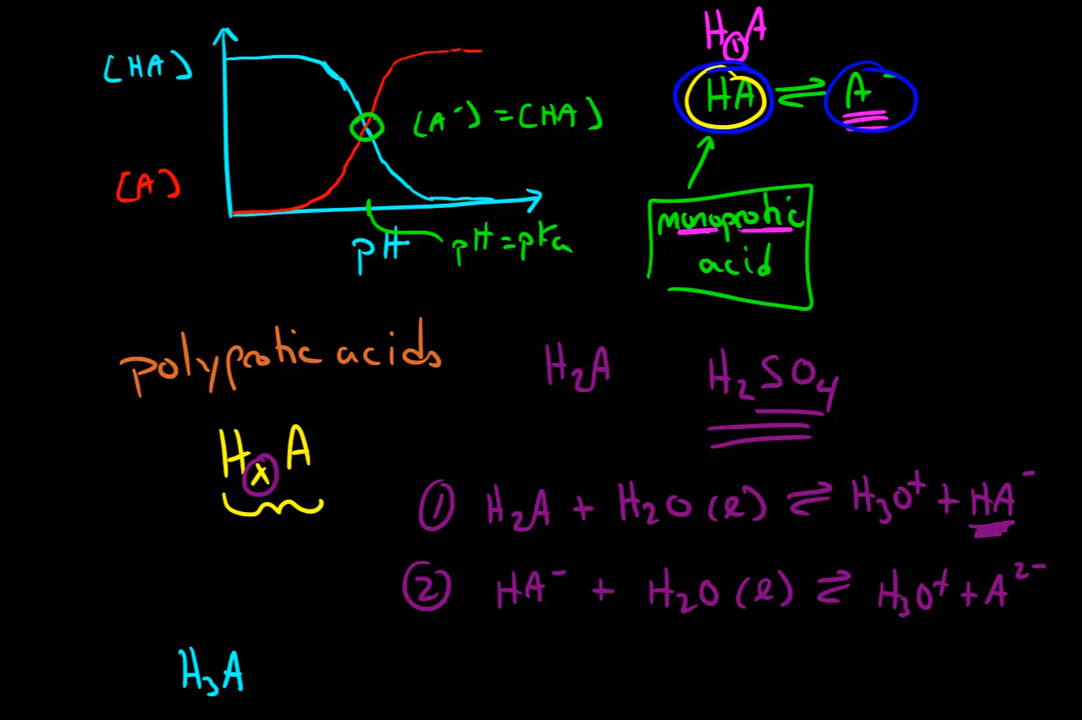 H₁A
[HA]
HA ⇌ A⁻
[A⁻] = [HA]
[A]
monoprotic
acid
pH
pH = pKa
polyprotic acids
H₂A
H₂SO₄
HₓA
① H₂A + H₂O (l) ⇌ H₃O⁺ + HA⁻
② HA⁻ + H₂O (l) ⇌ H₃O⁺ + A²⁻
H₃A